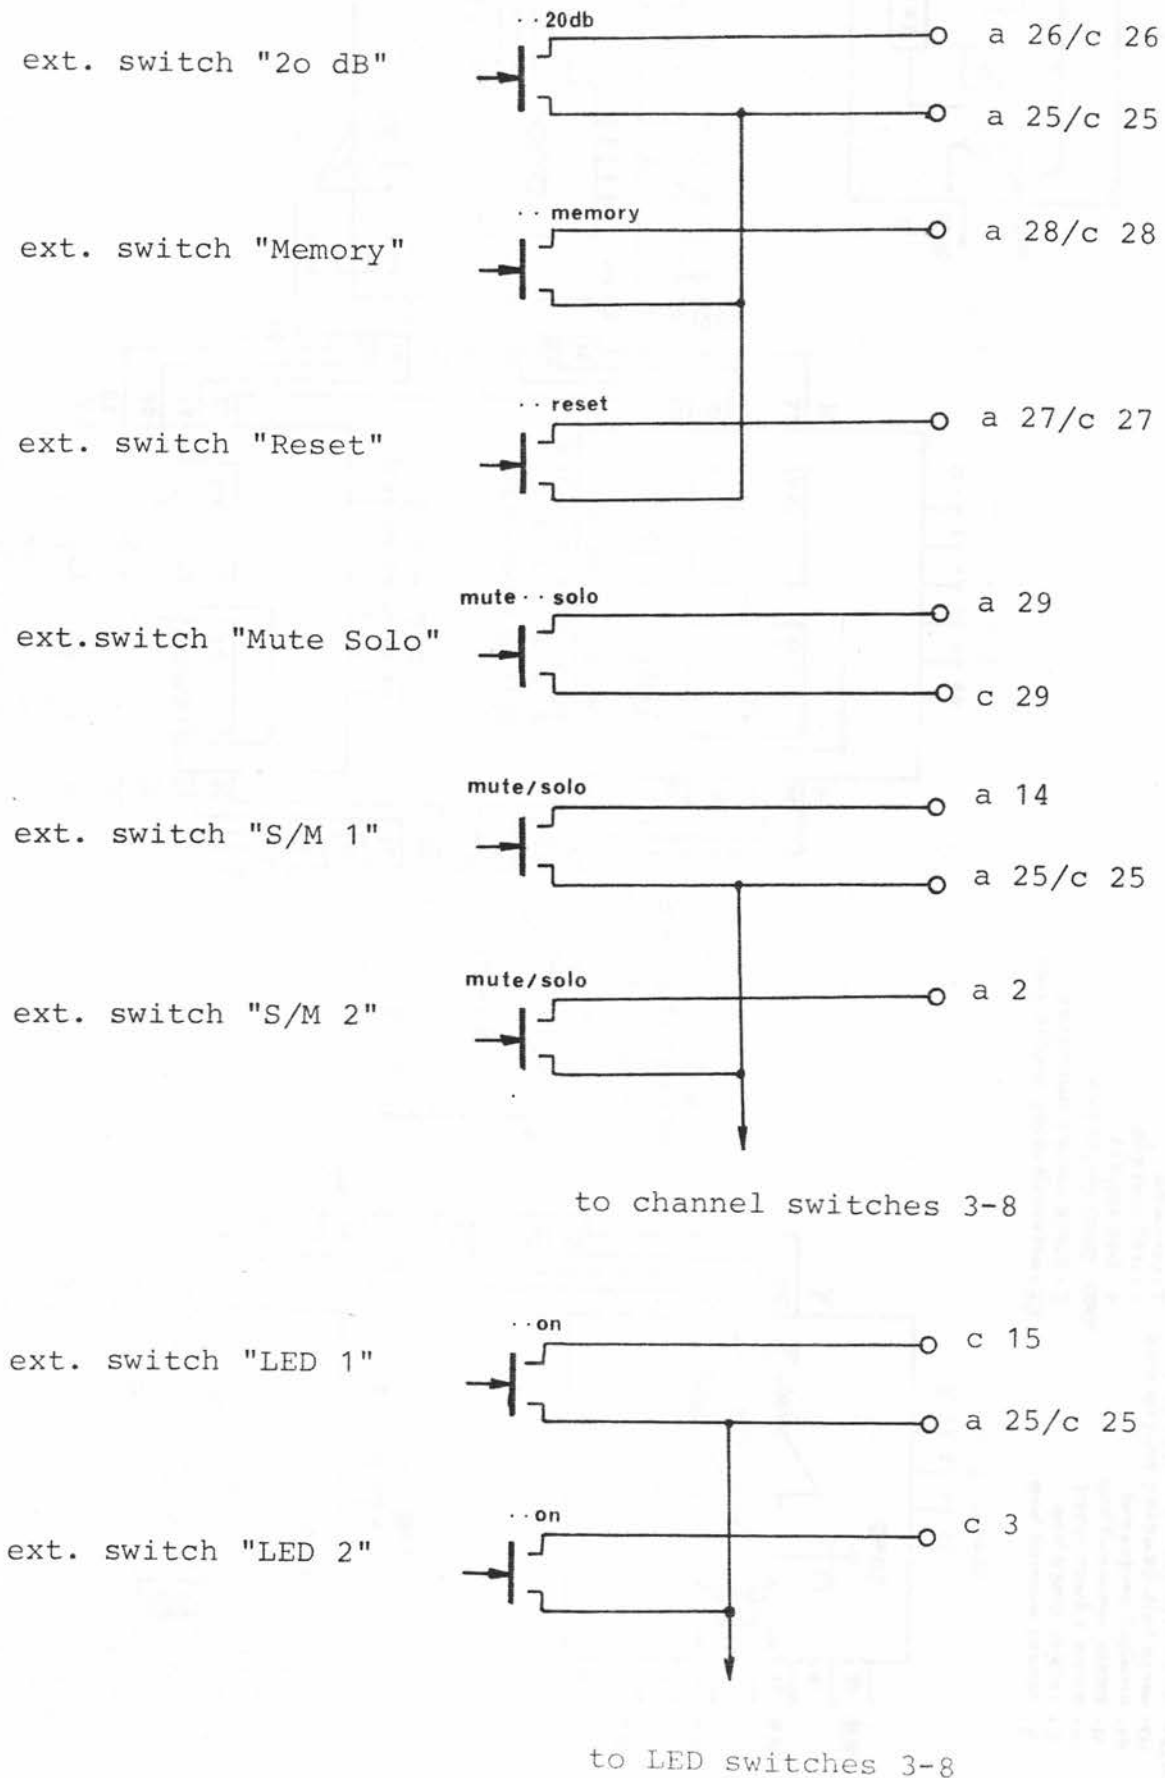 ··20db
a 26/c 26
ext. switch "2o dB"
a 25/c 25
··memory
a 28/c 28
ext. switch "Memory"
··reset
a 27/c 27
ext. switch "Reset"
mute··solo
a 29
ext.switch "Mute Solo"
c 29
mute/solo
a 14
ext. switch "S/M 1"
a 25/c 25
mute/solo
a 2
ext. switch "S/M 2"
to channel switches 3-8
··on
c 15
ext. switch "LED 1"
a 25/c 25
··on
c 3
ext. switch "LED 2"
to LED switches 3-8